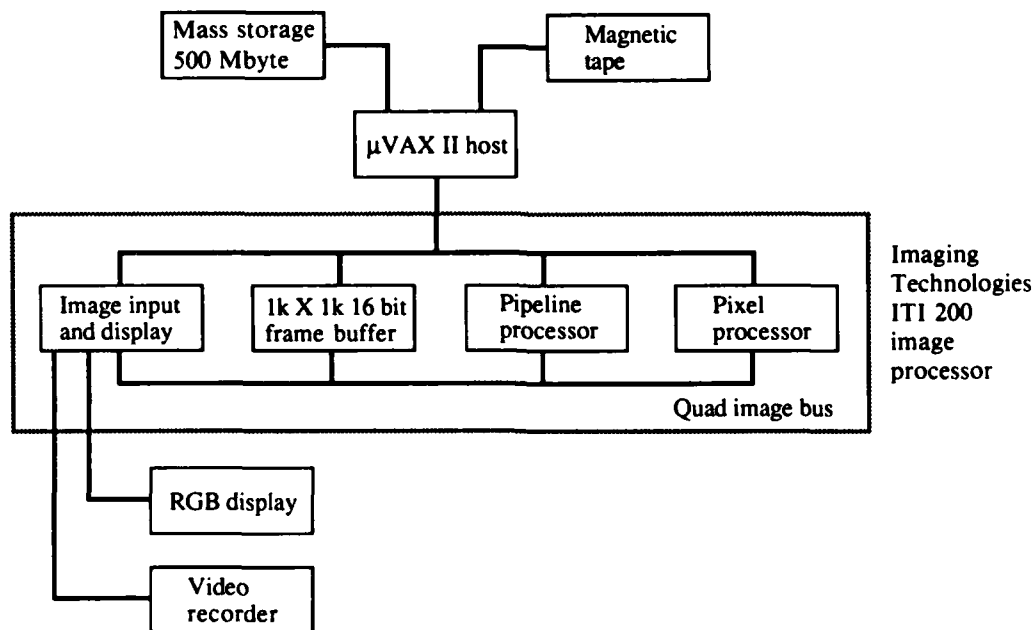 Mass storage
500 Mbyte
Magnetic
tape
μVAX II host
Imaging
Technologies
ITI 200
image
processor
Image input
and display
1k X 1k 16 bit
frame buffer
Pipeline
processor
Pixel
processor
Quad image bus
RGB display
Video
recorder